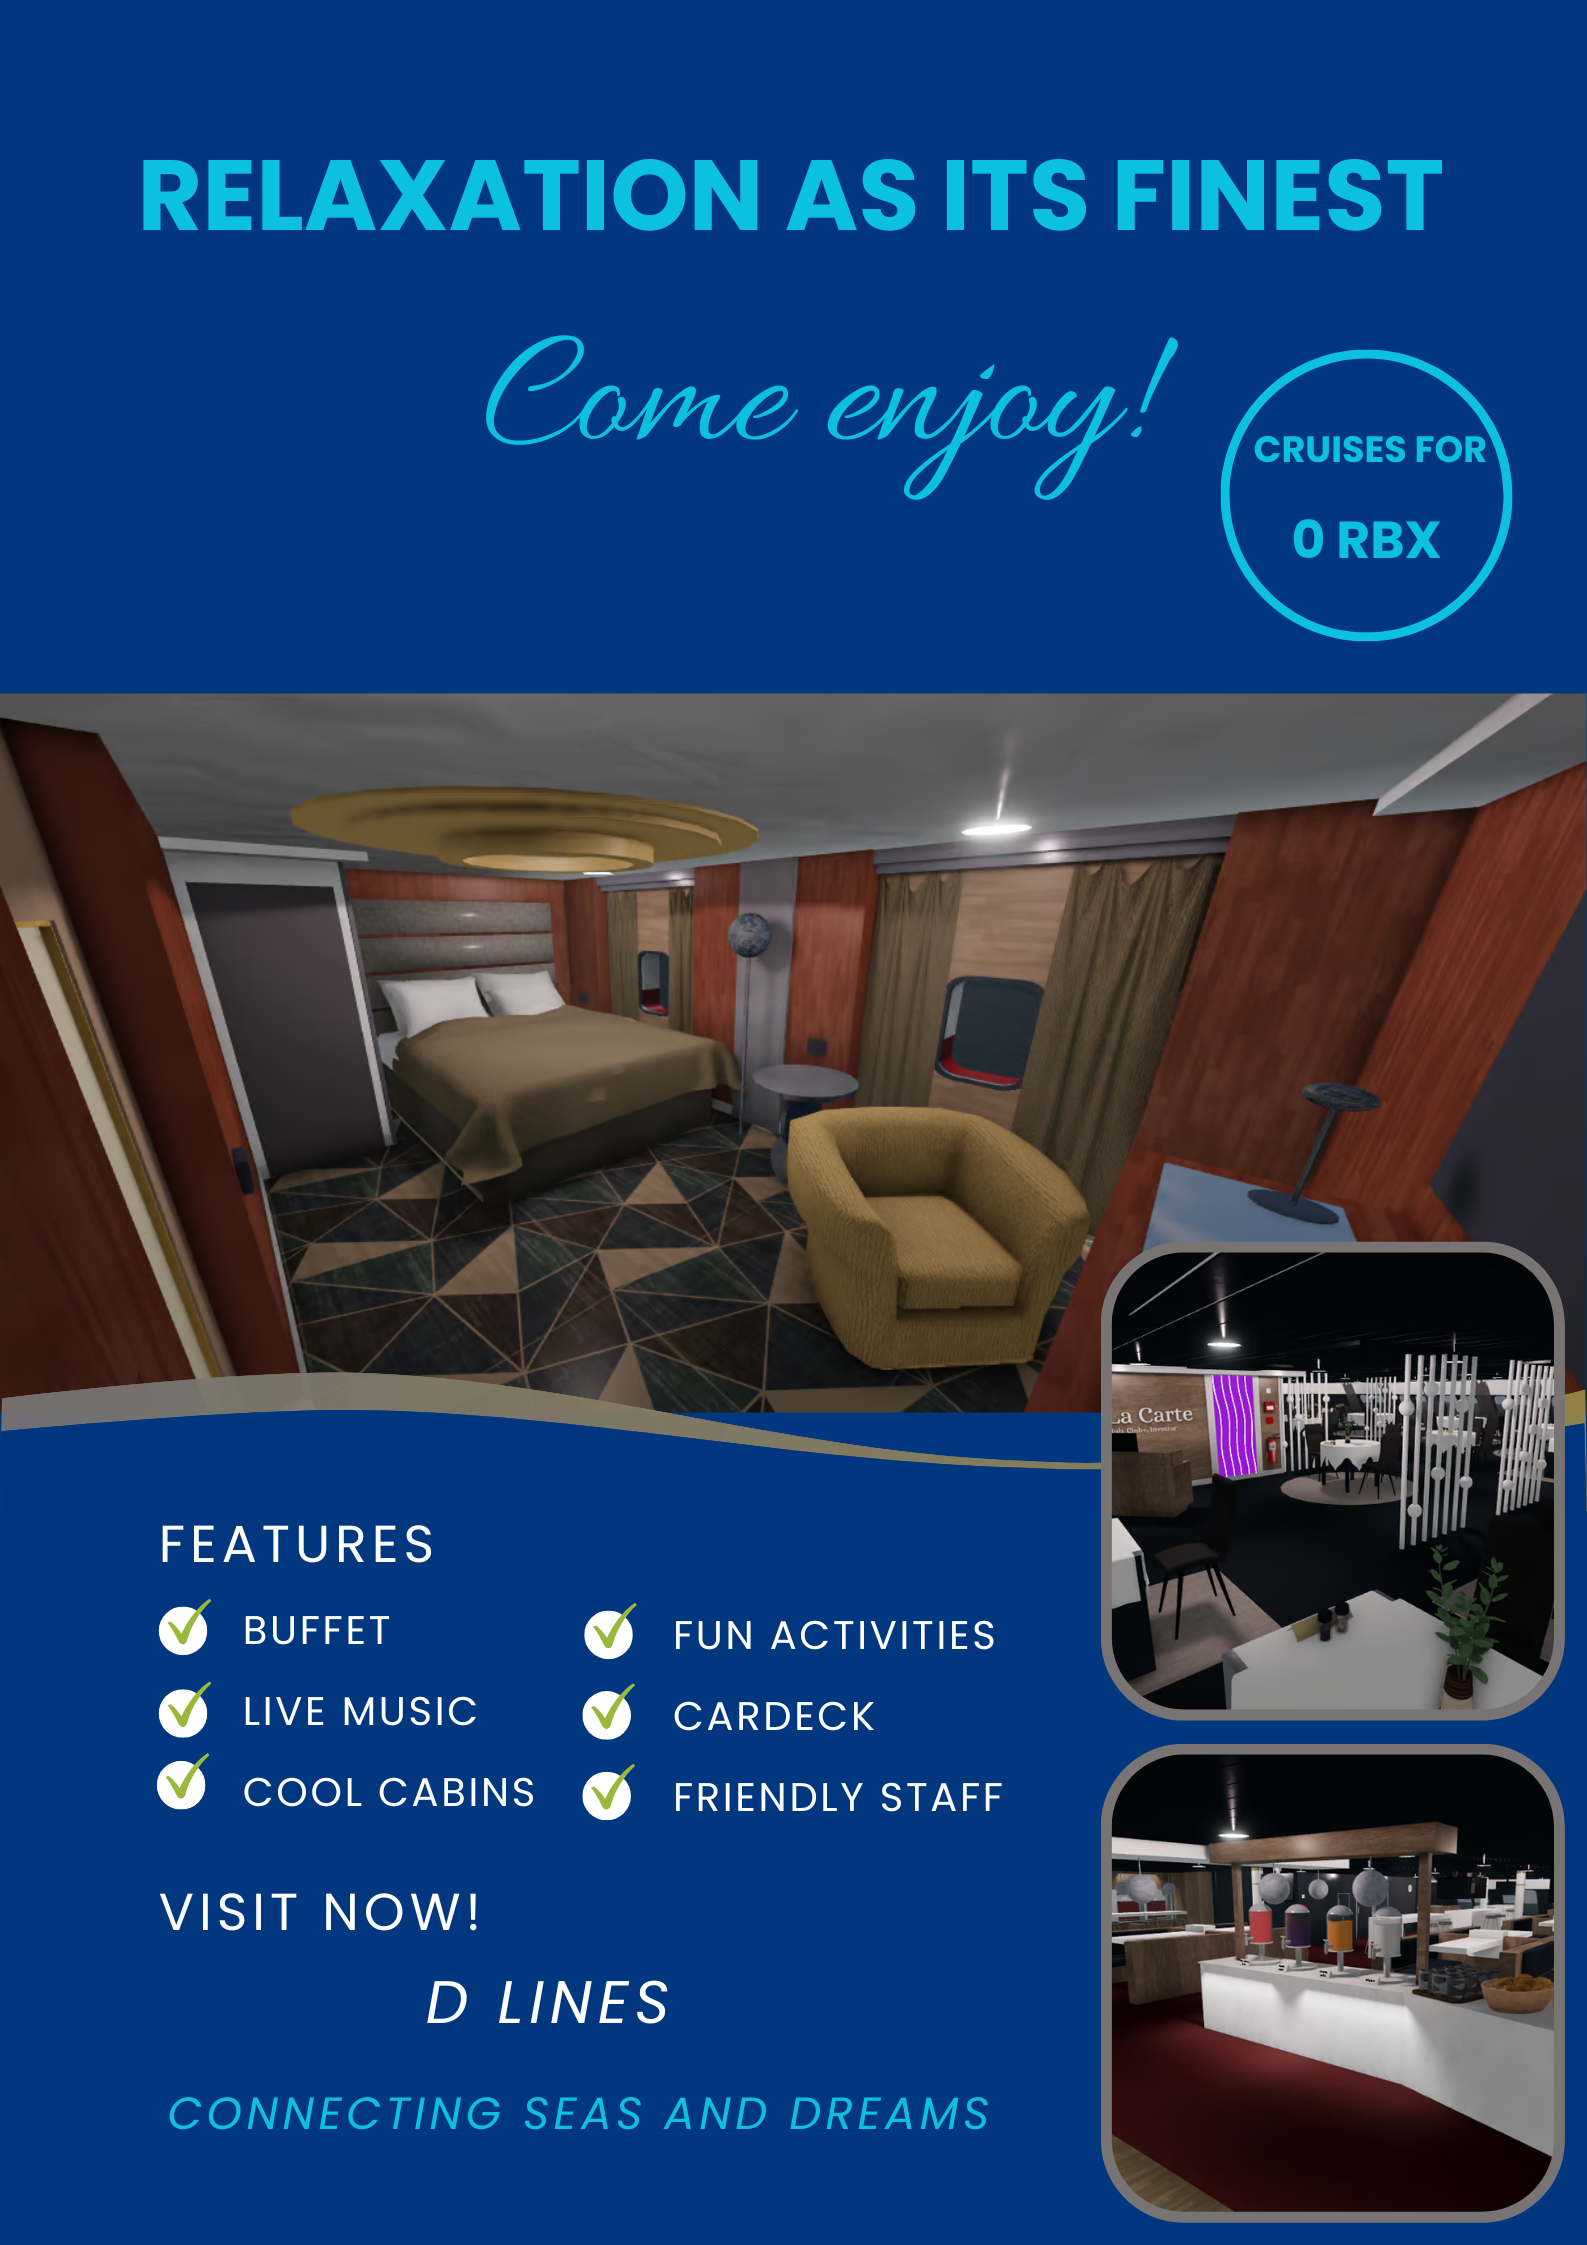 RELAXATION AS ITS FINEST
Come enjoy!
CRUISES FOR
0 RBX
La Carte
FEATURES
BUFFET
LIVE MUSIC
COOL CABINS
FUN ACTIVITIES
CARDECK
FRIENDLY STAFF
VISIT NOW!
D LINES
CONNECTING SEAS AND DREAMS